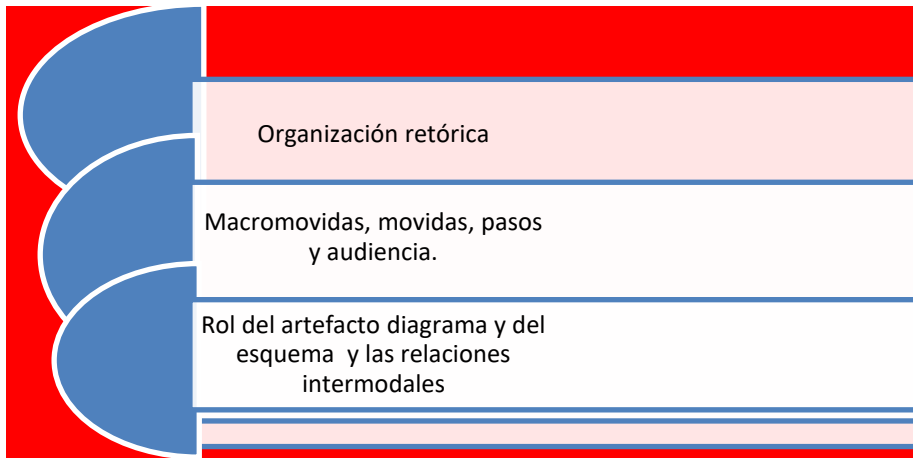 Organización retórica
Macromovidas, movidas, pasos
y audiencia.
Rol del artefacto diagrama y del
esquema y las relaciones
intermodales